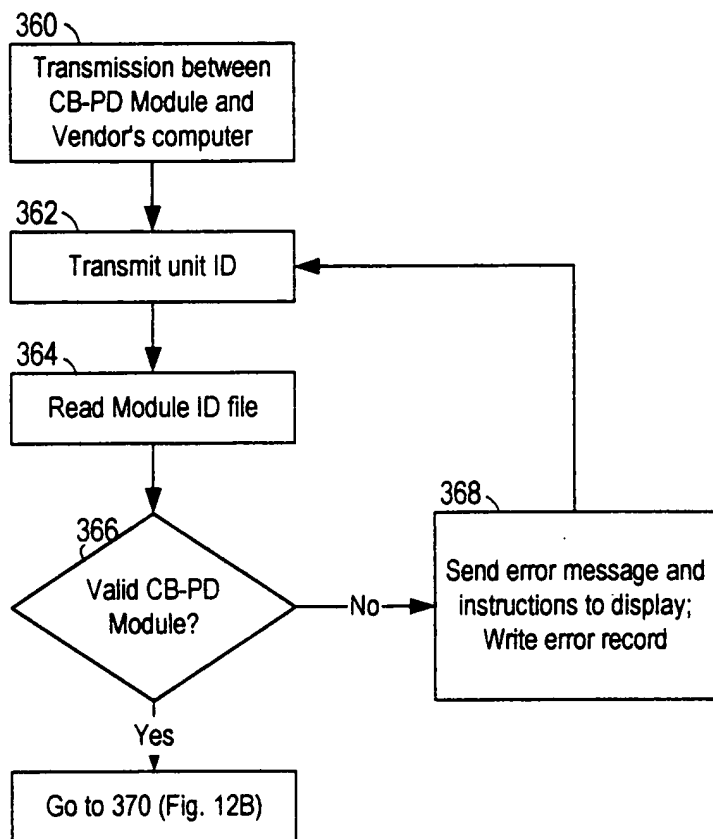 360
Transmission between
CB-PD Module and
Vendor's computer
362
Transmit unit ID
364
Read Module ID file
366
Valid CB-PD
Module?
No
368
Send error message and
instructions to display;
Write error record
Yes
Go to 370 (Fig. 12B)